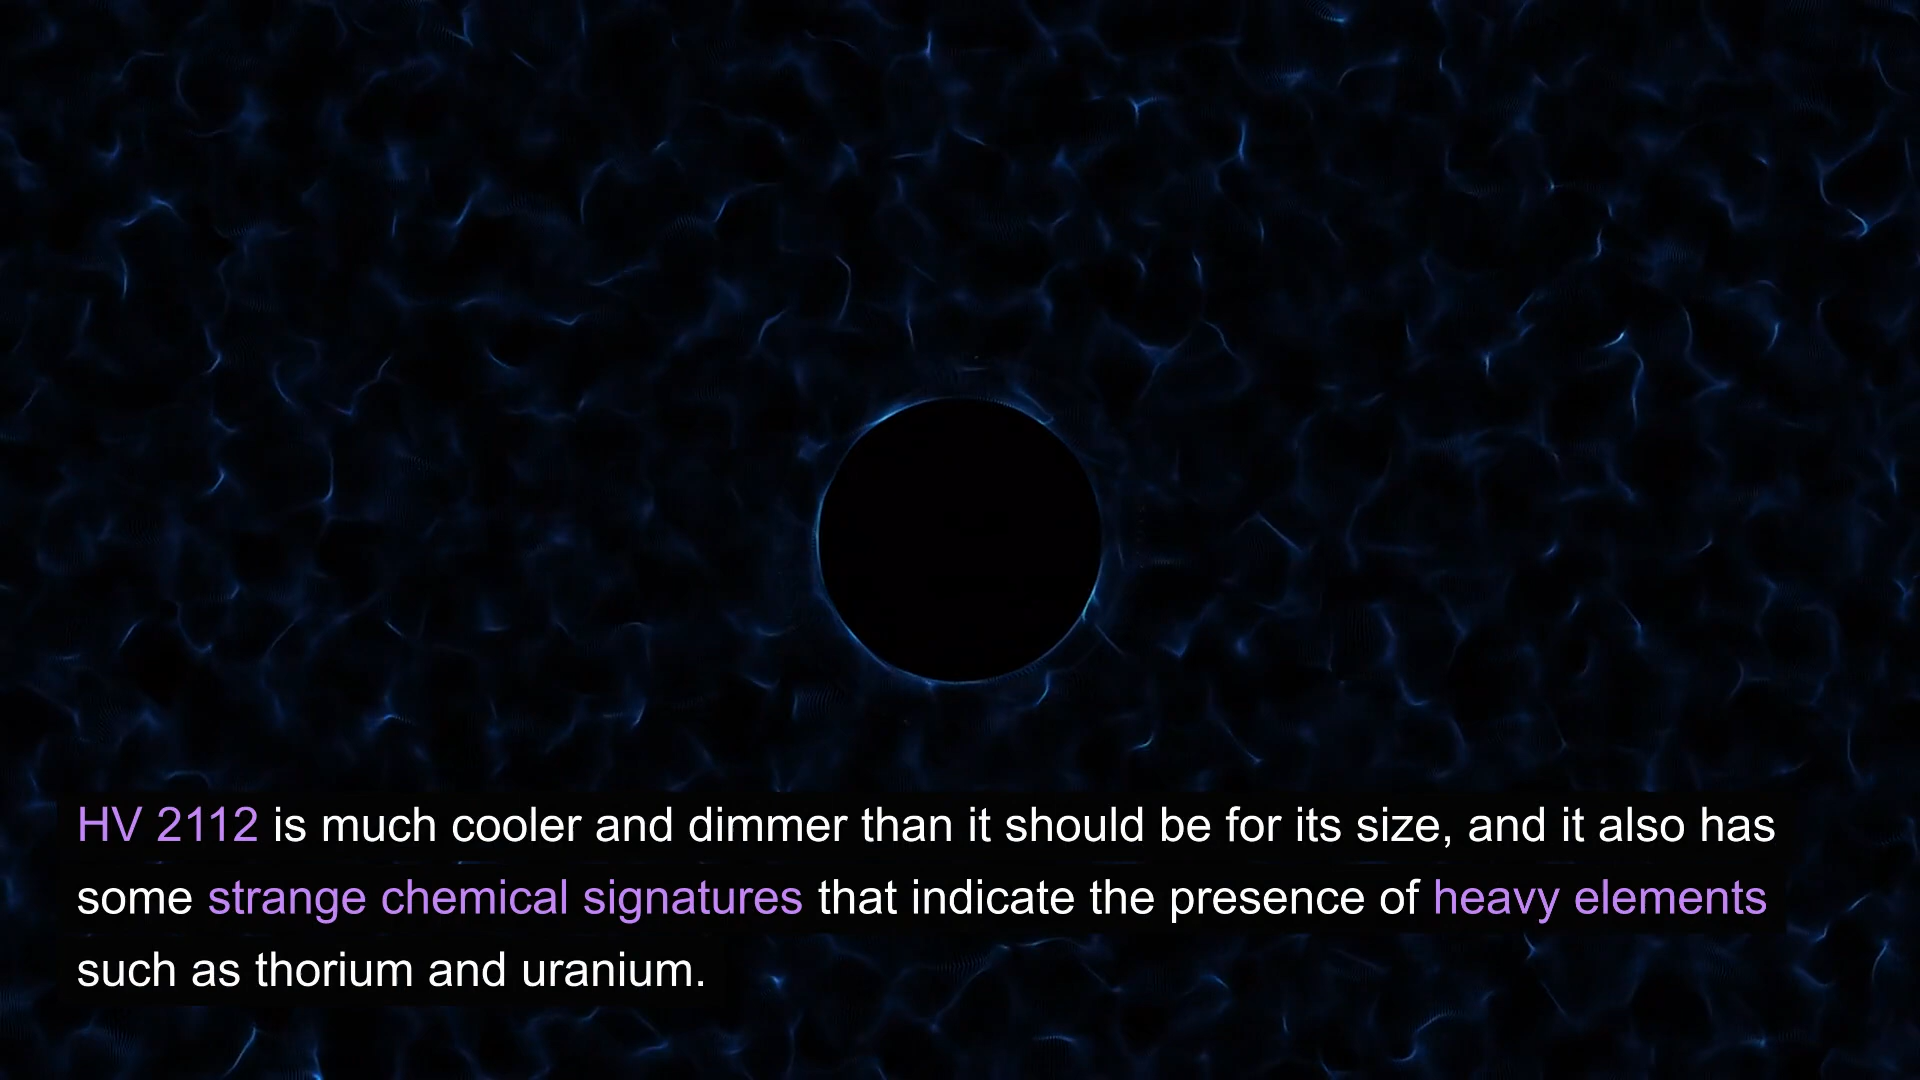 HV 2112 is much cooler and dimmer than it should be for its size, and it also has
some strange chemical signatures that indicate the presence of heavy elements
such as thorium and uranium.